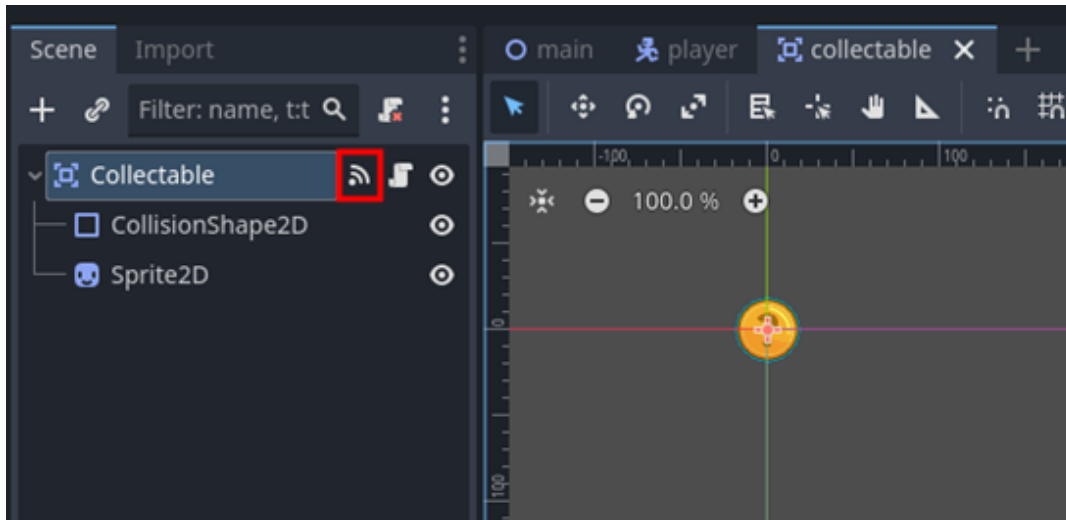 Scene Import
main player collectable
Filter: name, t:t
Collectable
CollisionShape2D
Sprite2D
-100 0 100
100.0 %
0
100